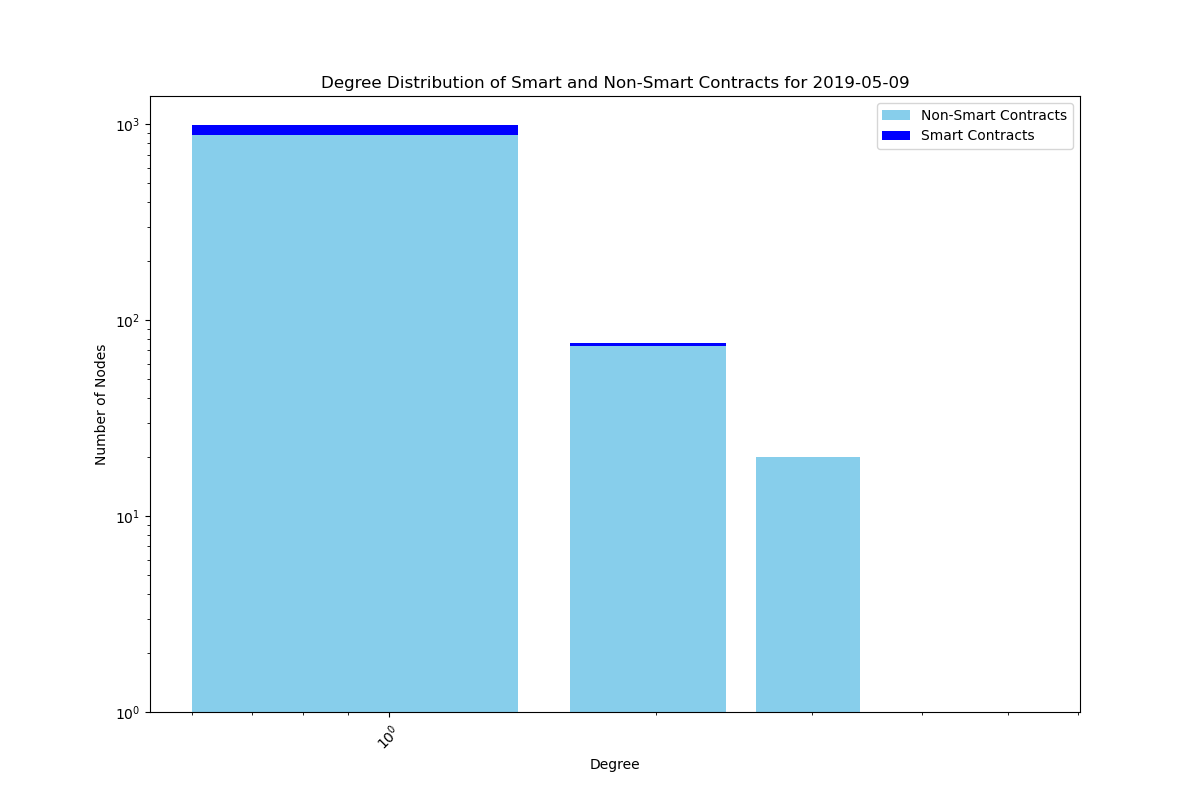 Degree Distribution of Smart and Non-Smart Contracts for 2019-05-09
Non-Smart Contracts
Smart Contracts
10³
10²
10¹
10⁰
Number of Nodes
10⁰
Degree